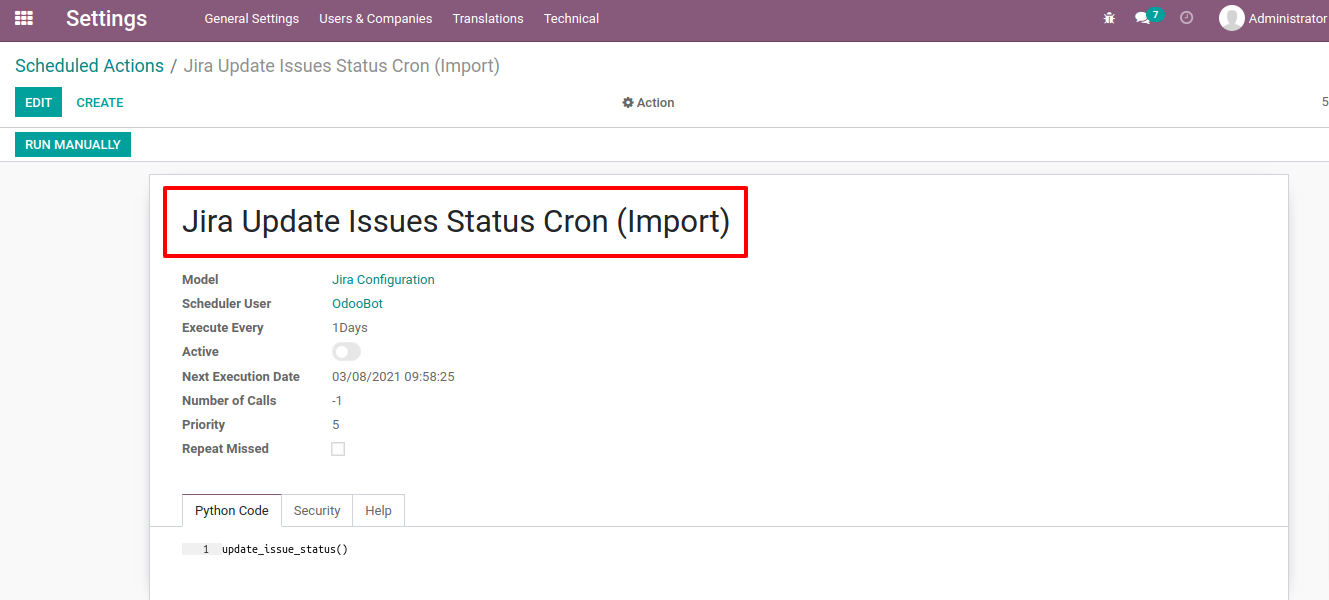 Settings General Settings Users & Companies Translations Technical 7 Administrator
Scheduled Actions / Jira Update Issues Status Cron (Import)
EDIT CREATE Action 5
RUN MANUALLY
Jira Update Issues Status Cron (Import)
Model Jira Configuration
Scheduler User OdooBot
Execute Every 1Days
Active
Next Execution Date 03/08/2021 09:58:25
Number of Calls -1
Priority 5
Repeat Missed
Python Code Security Help
1 update_issue_status()